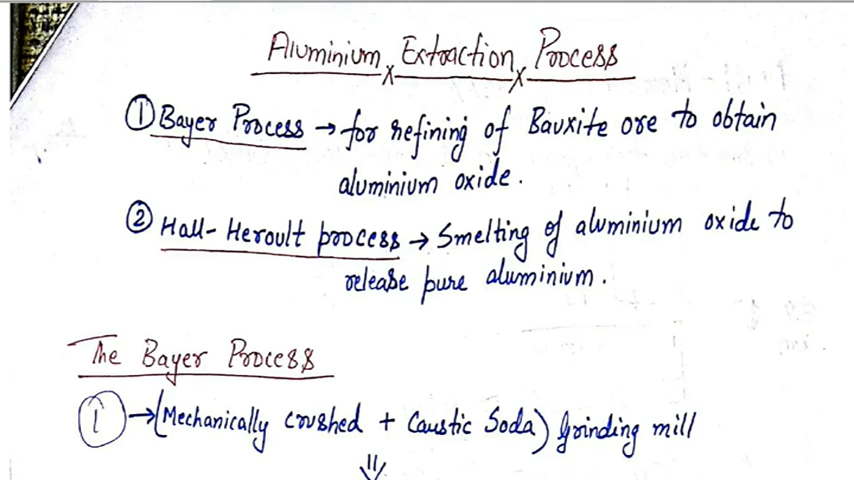 Aluminium Extraction Process
① Bayer Process → for refining of Bauxite ore to obtain
aluminium oxide.
② Hall-Heroult process → Smelting of aluminium oxide to
release pure aluminium.
The Bayer Process
① → (Mechanically crushed + Caustic Soda) Grinding mill